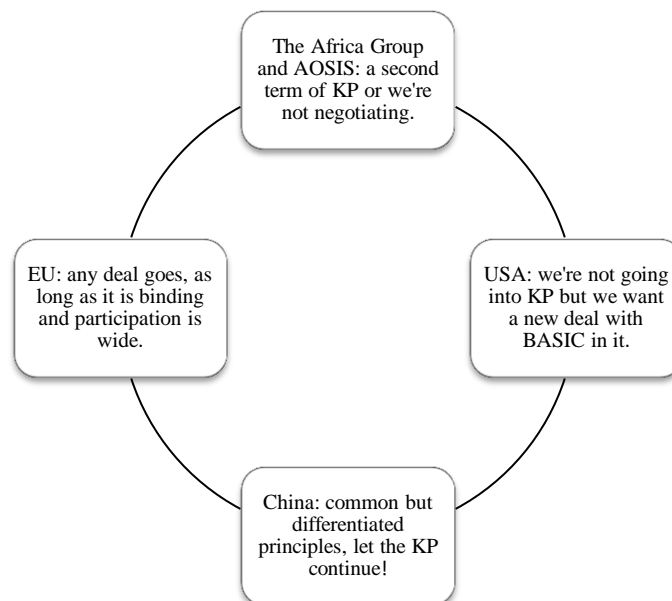 The Africa Group
and AOSIS: a second
term of KP or we're
not negotiating.
EU: any deal goes, as
long as it is binding
and participation is
wide.
USA: we're not going
into KP but we want
a new deal with
BASIC in it.
China: common but
differentiated
principles, let the KP
continue!